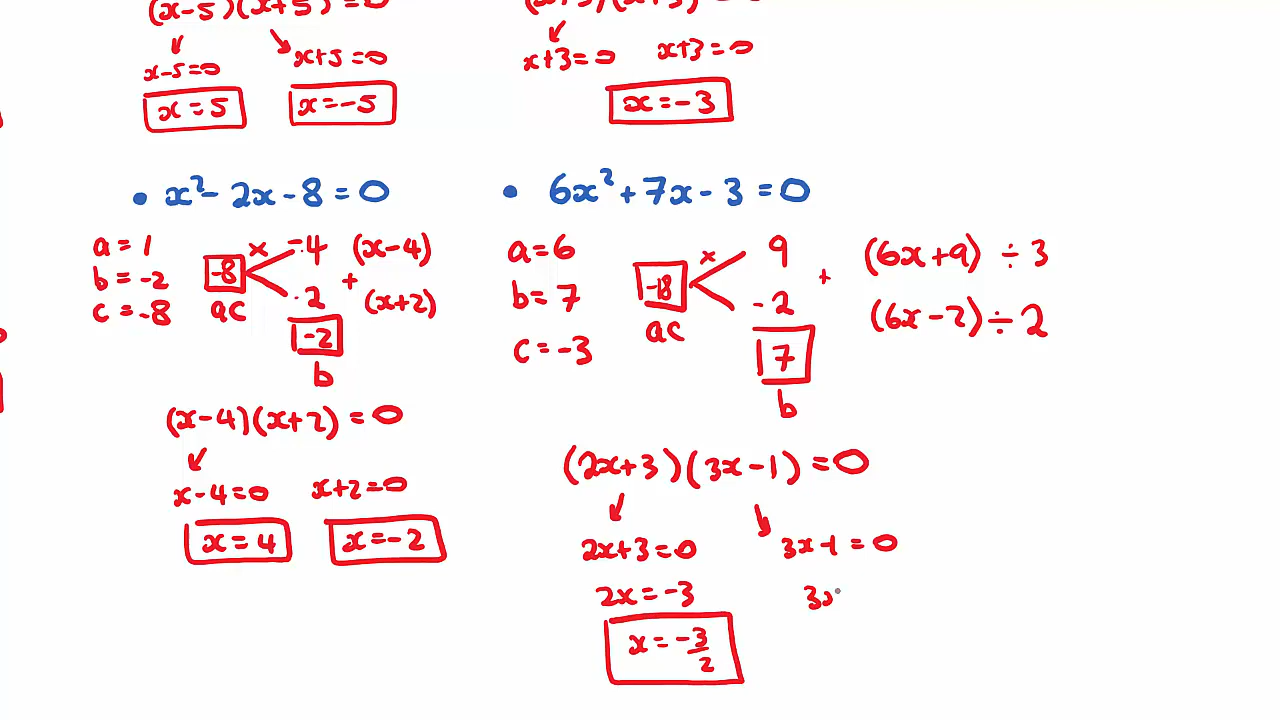 (x-5)(x+5)=0
x-5=0 x+5=0
x=5 x=-5
x+3=0 x+3=0
x=-3
• x²-2x-8=0
a=1
b=-2
c=-8
-8
ac
×
-4
2
+
-2
b
(x-4)
(x+2)
(x-4)(x+2)=0
x-4=0 x+2=0
x=4 x=-2
• 6x²+7x-3=0
a=6
b=7
c=-3
-18
ac
×
9
-2
+
7
b
(6x+9)÷3
(6x-2)÷2
(2x+3)(3x-1)=0
2x+3=0 3x-1=0
2x=-3 3x
x=-3/2